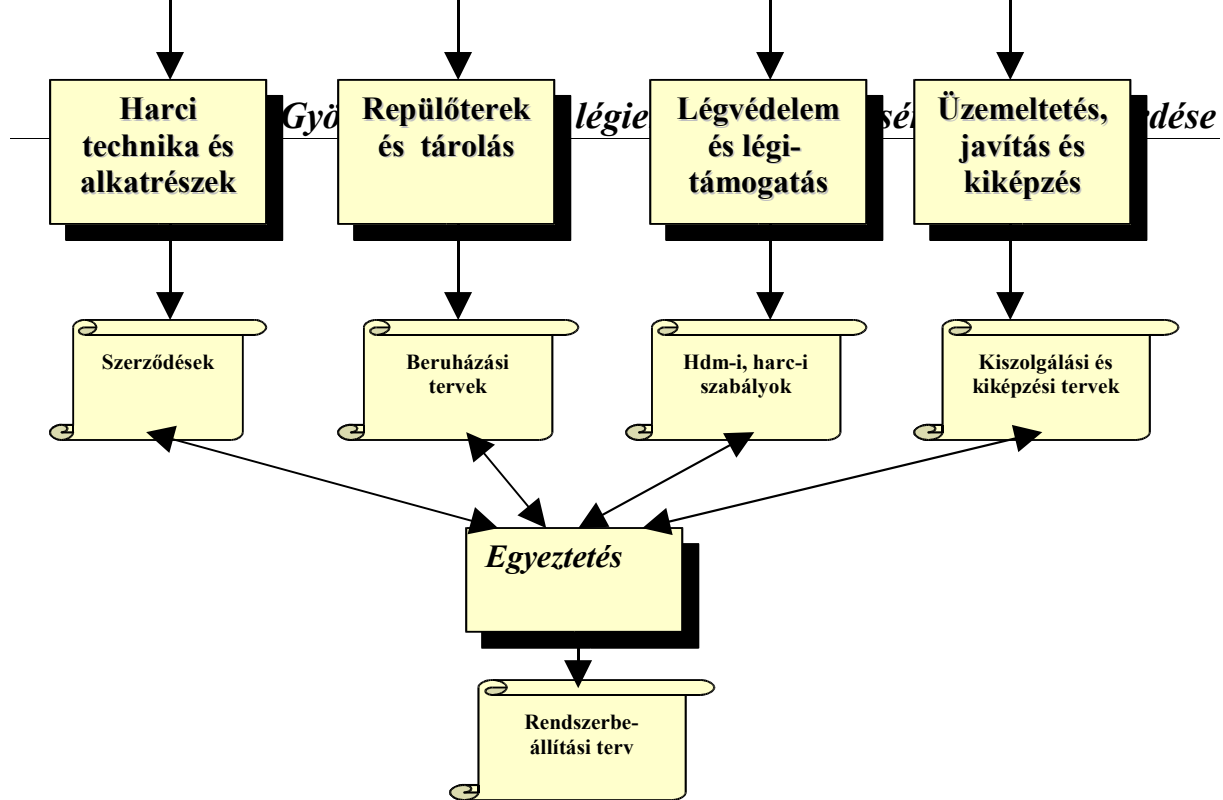 Harci
technika és
alkatrészek
Repülőterek
és tárolás
légie
Légvédelem
és légi-
támogatás
Üzemeltetés,
javítás és
kiképzés
Szerződések
Beruházási
tervek
Hdm-i, harc-i
szabályok
Kiszolgálási és
kiképzési tervek
Egyeztetés
Rendszerbe-
állítási terv